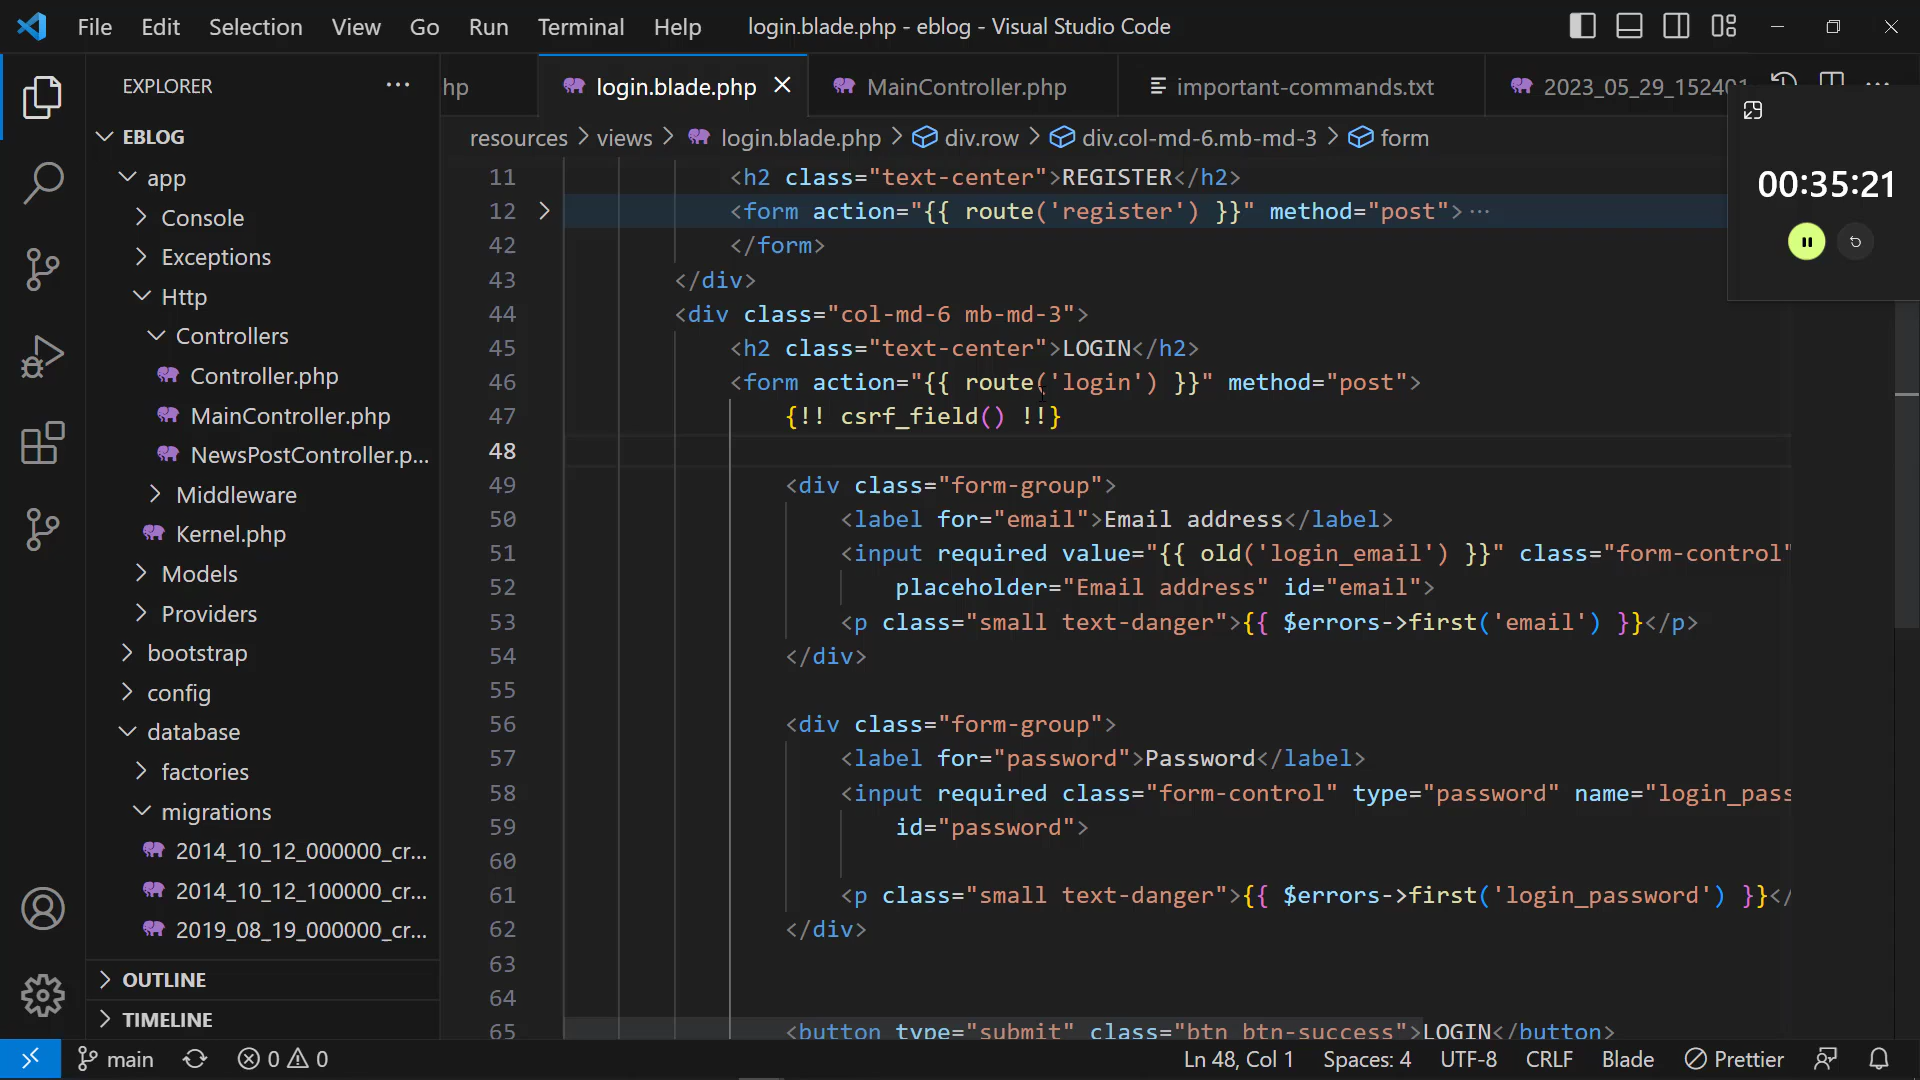 File Edit Selection View Go Run Terminal Help login.blade.php - eblog - Visual Studio Code
EXPLORER
EBLOG
app
Console
Exceptions
Http
Controllers
Controller.php
MainController.php
NewsPostController.p...
Middleware
Kernel.php
Models
Providers
bootstrap
config
database
factories
migrations
2014_10_12_000000_cr...
2014_10_12_100000_cr...
2019_08_19_000000_cr...
OUTLINE
TIMELINE
hp login.blade.php MainController.php important-commands.txt 2023_05_29_152401
resources > views > login.blade.php > div.row > div.col-md-6.mb-md-3 > form
00:35:21
11 <h2 class="text-center">REGISTER</h2>
12 <form action="{{ route('register') }}" method="post">···
42 </form>
43 </div>
44 <div class="col-md-6 mb-md-3">
45 <h2 class="text-center">LOGIN</h2>
46 <form action="{{ route('login') }}" method="post">
47 {!! csrf_field() !!}
48
49 <div class="form-group">
50 <label for="email">Email address</label>
51 <input required value="{{ old('login_email') }}" class="form-control"
52 placeholder="Email address" id="email">
53 <p class="small text-danger">{{ $errors->first('email') }}</p>
54 </div>
55
56 <div class="form-group">
57 <label for="password">Password</label>
58 <input required class="form-control" type="password" name="login_pass
59 id="password">
60
61 <p class="small text-danger">{{ $errors->first('login_password') }}</
62 </div>
63
64
65 <button type="submit" class="btn btn-success">LOGIN</button>
main 0 0 Ln 48, Col 1 Spaces: 4 UTF-8 CRLF Blade Prettier